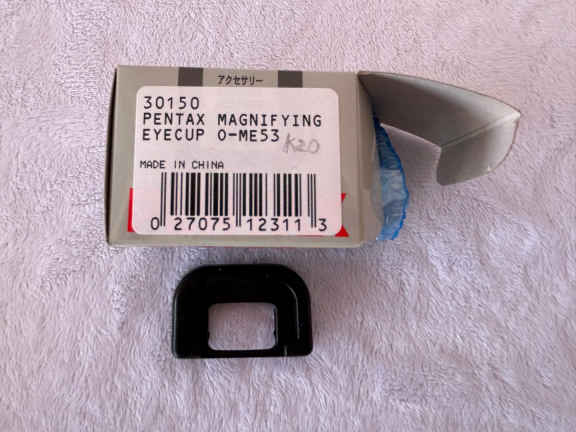 アクセサリー
30150
PENTAX MAGNIFYING
EYECUP O-ME53 K20
MADE IN CHINA
0 27075 12311 3